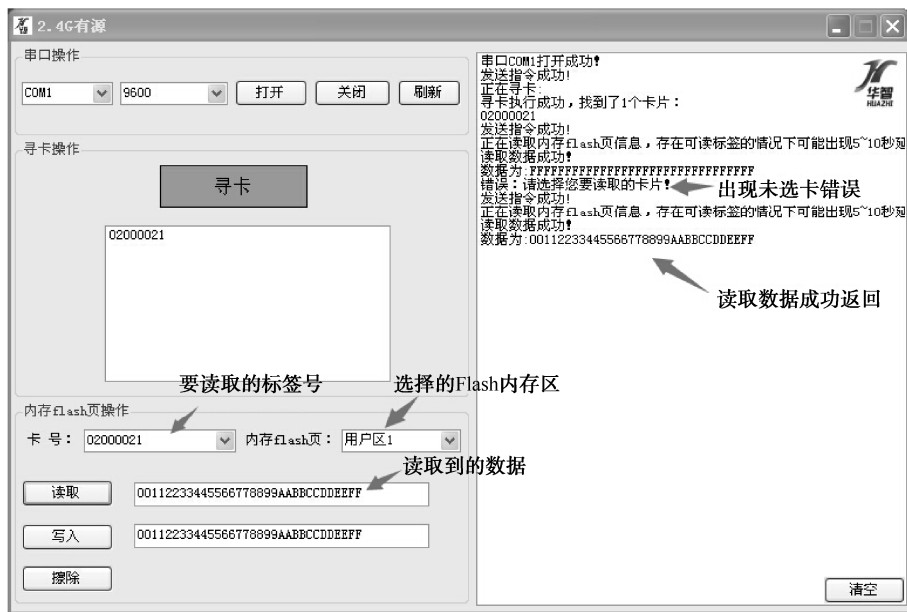 2.4G有源
串口操作
COM1 9600 打开 关闭 刷新
寻卡操作
寻卡
02000021
要读取的标签号 选择的Flash内存区
内存flash页操作
卡 号： 02000021 内存flash页： 用户区1
读取到的数据
读取 00112233445566778899AABBCCDDEEFF
写入 00112233445566778899AABBCCDDEEFF
擦除
串口COM1打开成功!
发送指令成功!
正在寻卡:
寻卡执行成功，找到了1个卡片：
02000021
发送指令成功!
正在读取内存flash页信息，存在可读标签的情况下可能出现5~10秒延
读取数据成功!
数据为:FFFFFFFFFFFFFFFFFFFFFFFFFFFFFFFF
错误：请选择您要读取的卡片! 出现未选卡错误
发送指令成功!
正在读取内存flash页信息，存在可读标签的情况下可能出现5~10秒延
读取数据成功!
数据为:00112233445566778899AABBCCDDEEFF
读取数据成功返回
华智
HUAZHI
清空